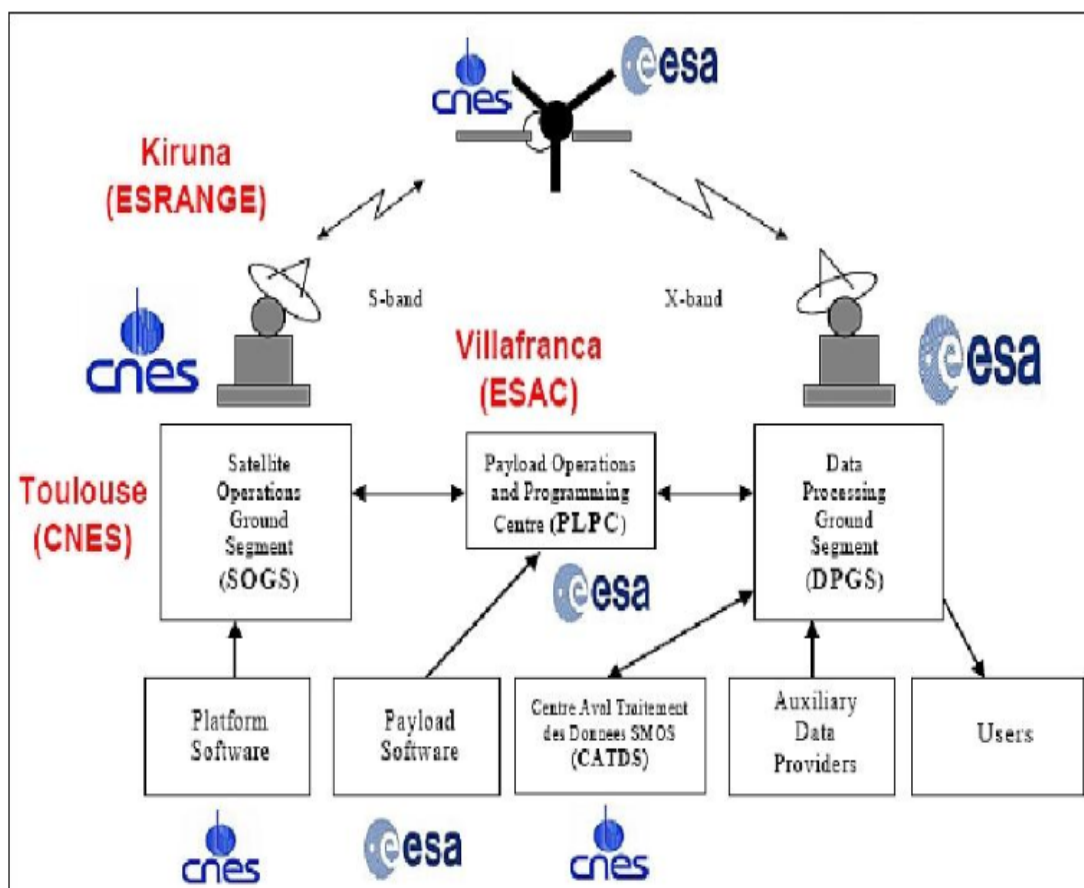 cnes
esa
Kiruna
(ESRANGE)
S-band
X-band
cnes
Villafranca
(ESAC)
esa
Toulouse
(CNES)
Satellite
Operations
Ground
Segment
(SOGS)
Payload Operations
and Programming
Centre (PLPC)
Data
Processing
Ground
Segment
(DPGS)
esa
Platform
Software
Payload
Software
Centre Aval Traitement
des Donnees SMOS
(CATDS)
Auxiliary
Data
Providers
Users
cnes
esa
cnes